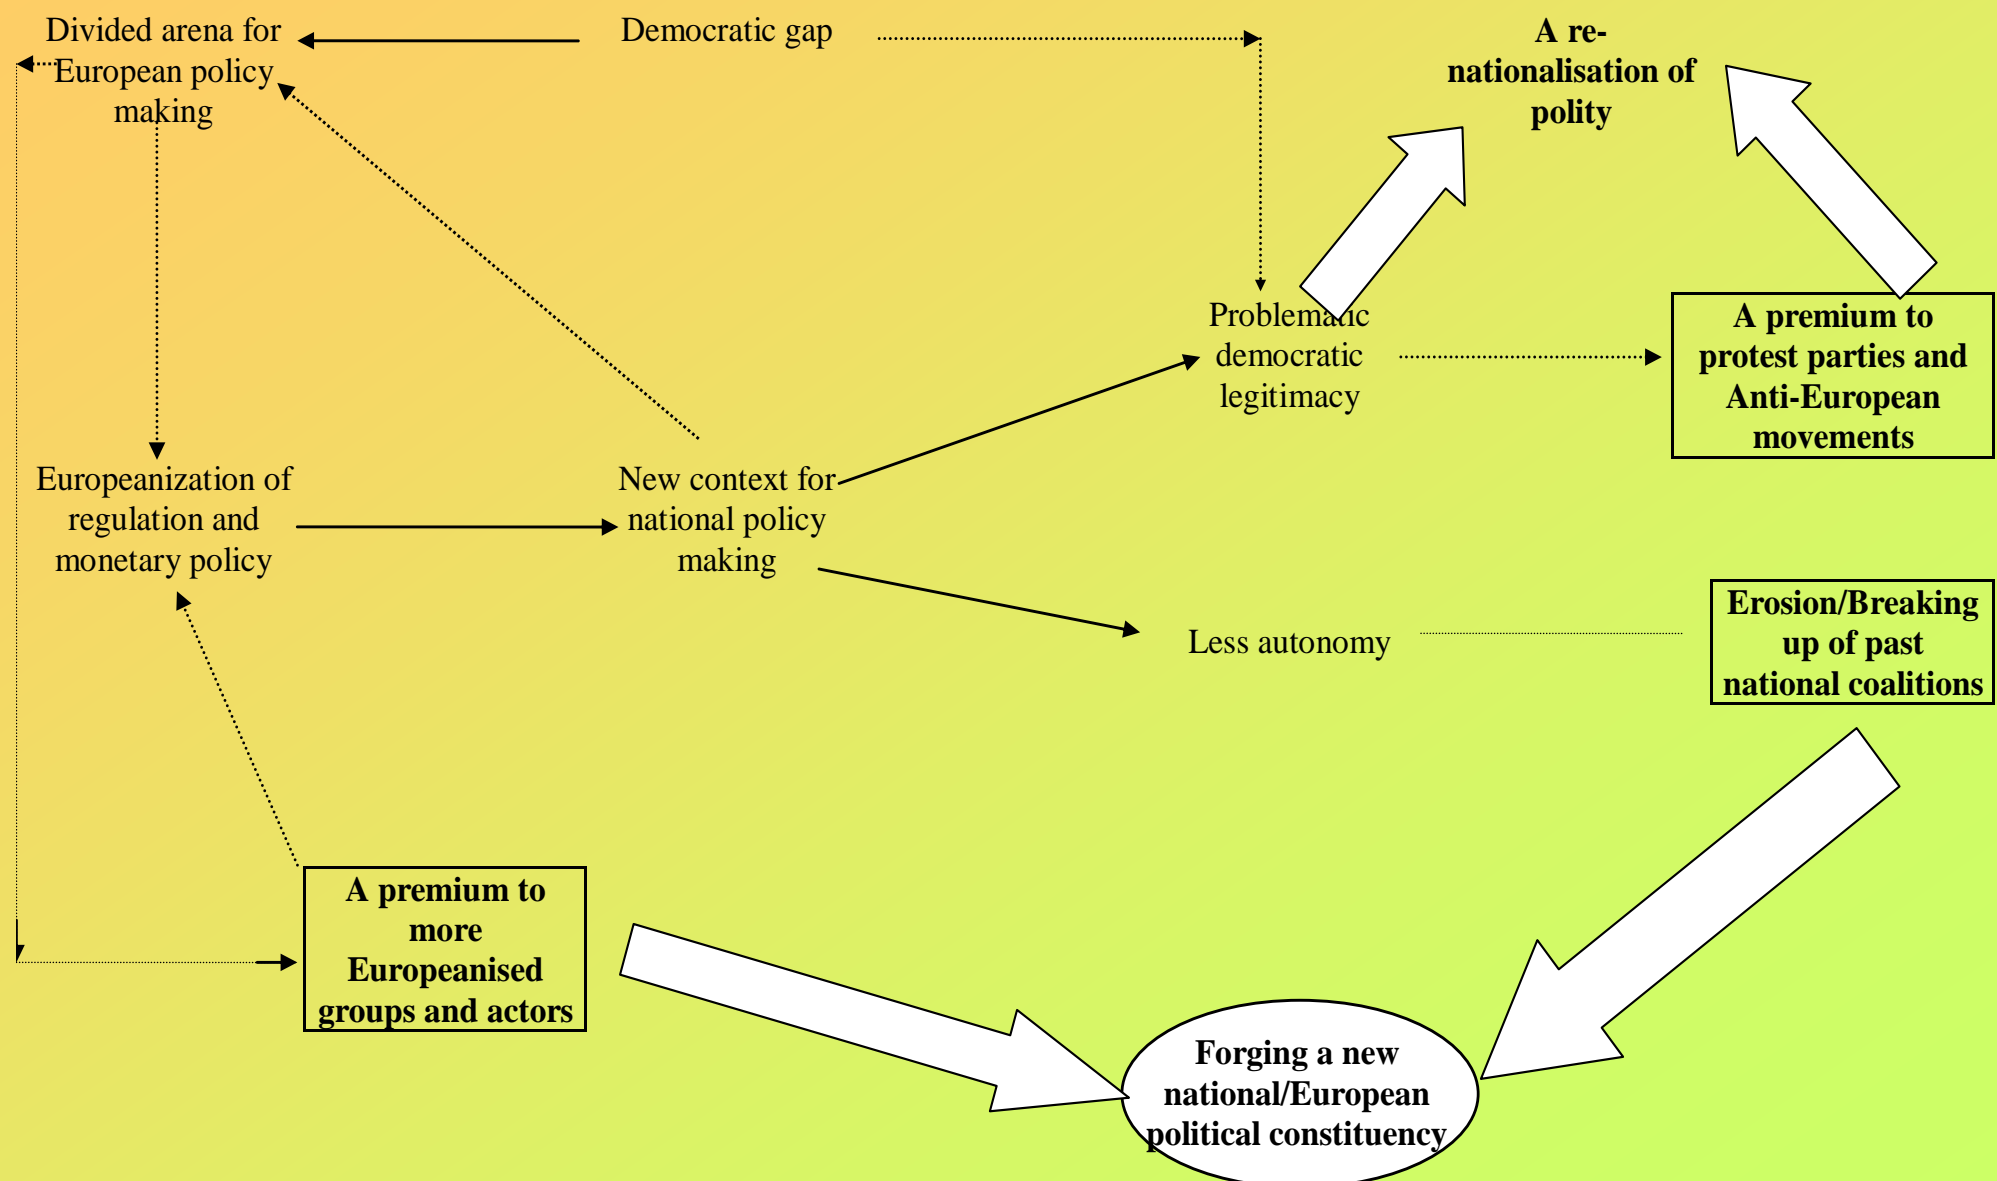 Divided arena for
European policy
making
Democratic gap
A re-
nationalisation of
polity
Problematic
democratic
legitimacy
A premium to
protest parties and
Anti-European
movements
Europeanization of
regulation and
monetary policy
New context for
national policy
making
Less autonomy
Erosion/Breaking
up of past
national coalitions
A premium to
more
Europeanised
groups and actors
Forging a new
national/European
political constituency